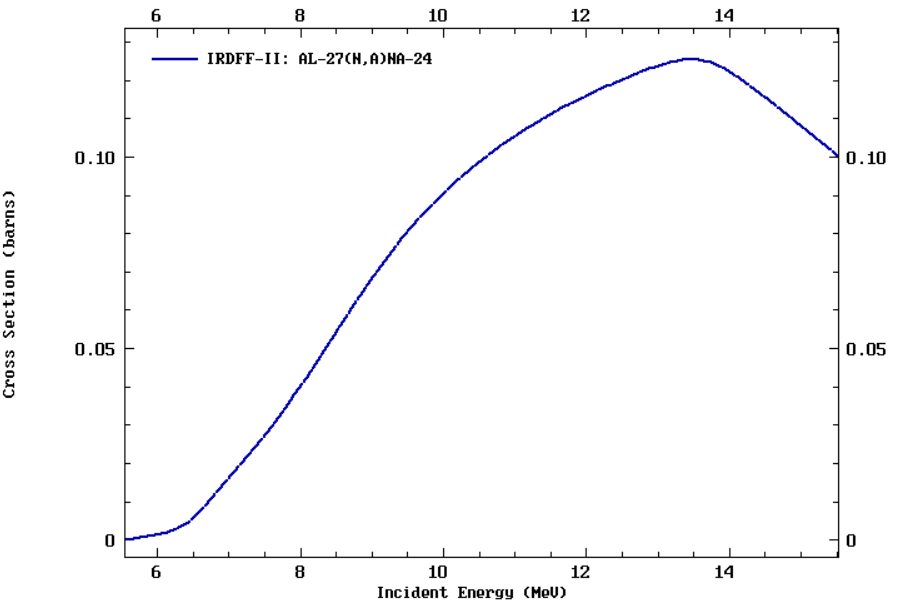 6 8 10 12 14
IRDFF-II: AL-27(N,A)NA-24
0.10 0.10
Cross Section (barns)
0.05 0.05
0 0
6 8 10 12 14
Incident Energy (MeV)